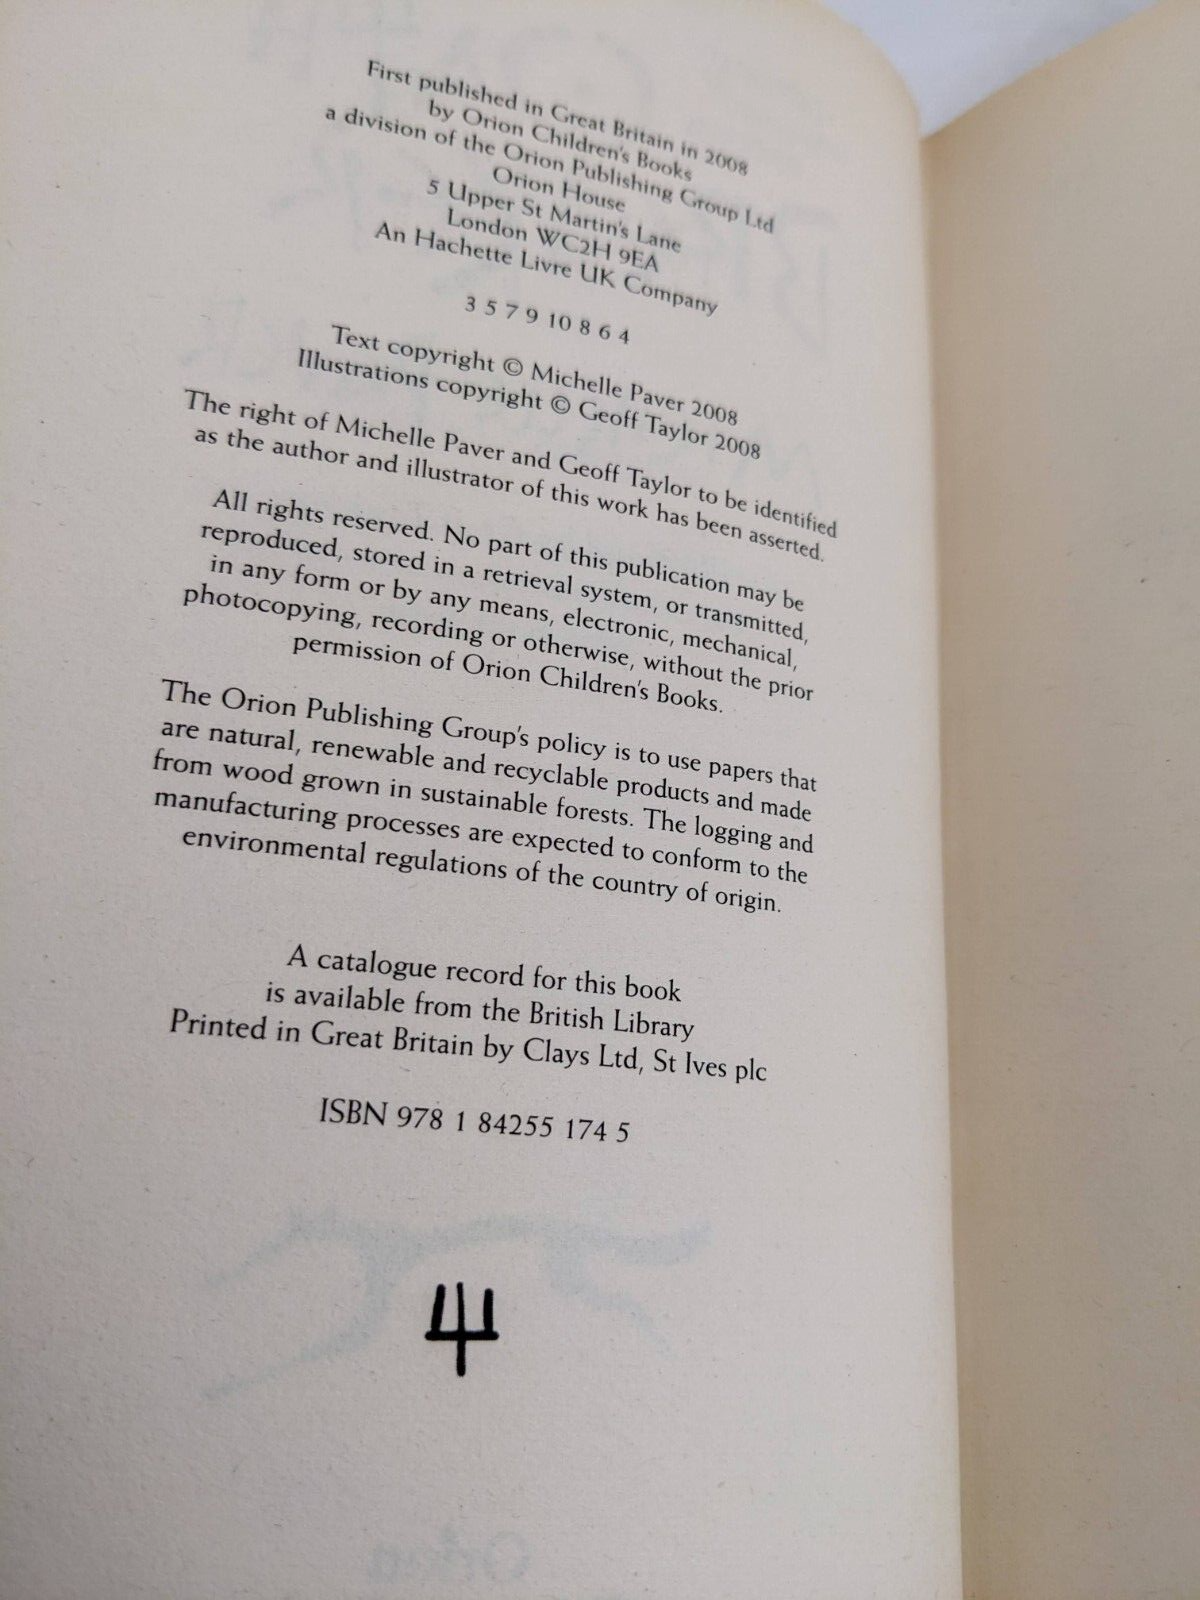 First published in Great Britain in 2008
by Orion Children's Books
a division of the Orion Publishing Group Ltd
Orion House
5 Upper St Martin's Lane
London WC2H 9EA
An Hachette Livre UK Company
3 5 7 9 10 8 6 4
Text copyright © Michelle Paver 2008
Illustrations copyright © Geoff Taylor 2008
The right of Michelle Paver and Geoff Taylor to be identified
as the author and illustrator of this work has been asserted.
All rights reserved. No part of this publication may be
reproduced, stored in a retrieval system, or transmitted,
in any form or by any means, electronic, mechanical,
photocopying, recording or otherwise, without the prior
permission of Orion Children's Books.
The Orion Publishing Group's policy is to use papers that
are natural, renewable and recyclable products and made
from wood grown in sustainable forests. The logging and
manufacturing processes are expected to conform to the
environmental regulations of the country of origin.
A catalogue record for this book
is available from the British Library
Printed in Great Britain by Clays Ltd, St Ives plc
ISBN 978 1 84255 174 5